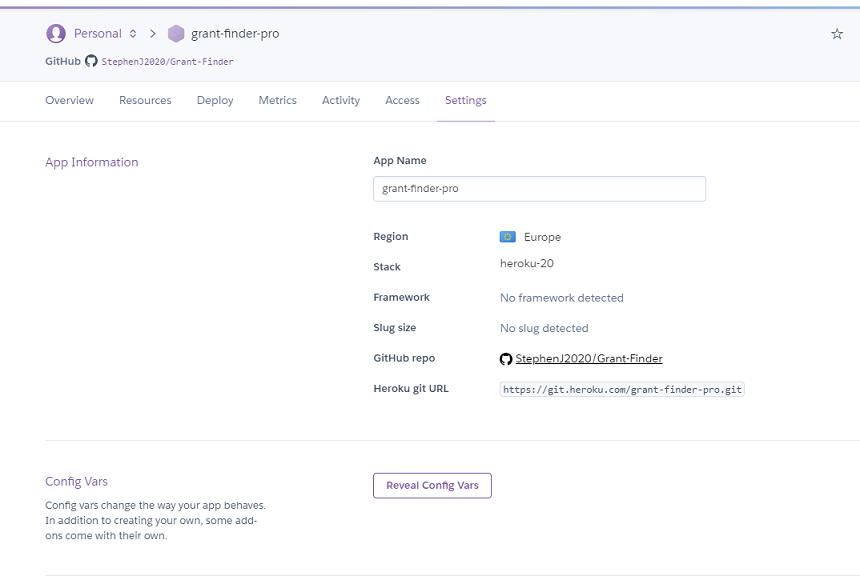 Personal grant-finder-pro
GitHub StephenJ2020/Grant-Finder
Overview Resources Deploy Metrics Activity Access Settings
App Information
App Name
grant-finder-pro
Region Europe
Stack heroku-20
Framework No framework detected
Slug size No slug detected
GitHub repo StephenJ2020/Grant-Finder
Heroku git URL https://git.heroku.com/grant-finder-pro.git
Config Vars
Config vars change the way your app behaves.
In addition to creating your own, some add-
ons come with their own.
Reveal Config Vars